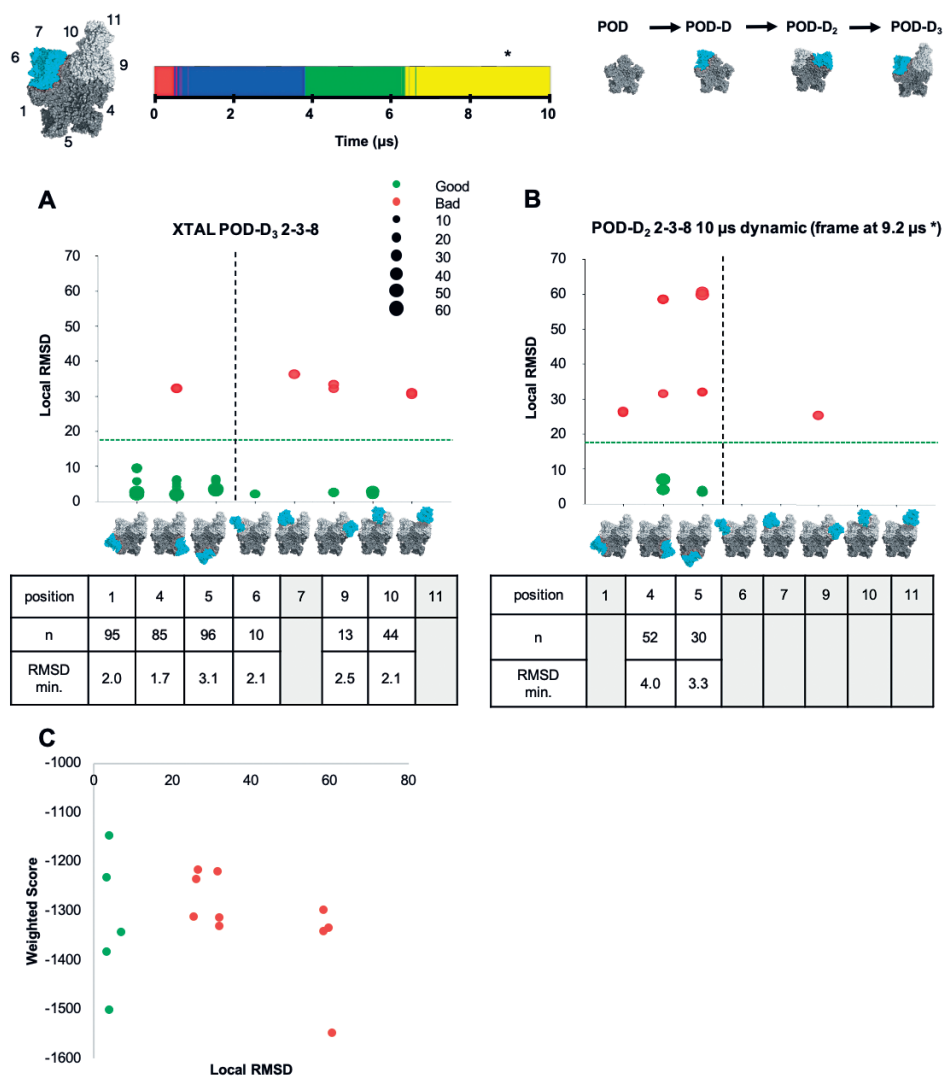 11
7 10
6 9
1 4
5
*
0 2 4 6 8 10
Time (µs)
POD POD-D POD-D₂ POD-D₃
A
Good
Bad
10
20
30
40
50
60
XTAL POD-D₃ 2-3-8
Local RMSD
70
60
50
40
30
20
10
0
position 1 4 5 6 7 9 10 11
n 95 85 96 10 13 44
RMSD min. 2.0 1.7 3.1 2.1 2.5 2.1
B
POD-D₂ 2-3-8 10 µs dynamic (frame at 9.2 µs *)
Local RMSD
70
60
50
40
30
20
10
0
position 1 4 5 6 7 9 10 11
n 52 30
RMSD min. 4.0 3.3
C
-1000
0 20 40 60 80
-1100
-1200
-1300
-1400
-1500
-1600
Weighted Score
Local RMSD